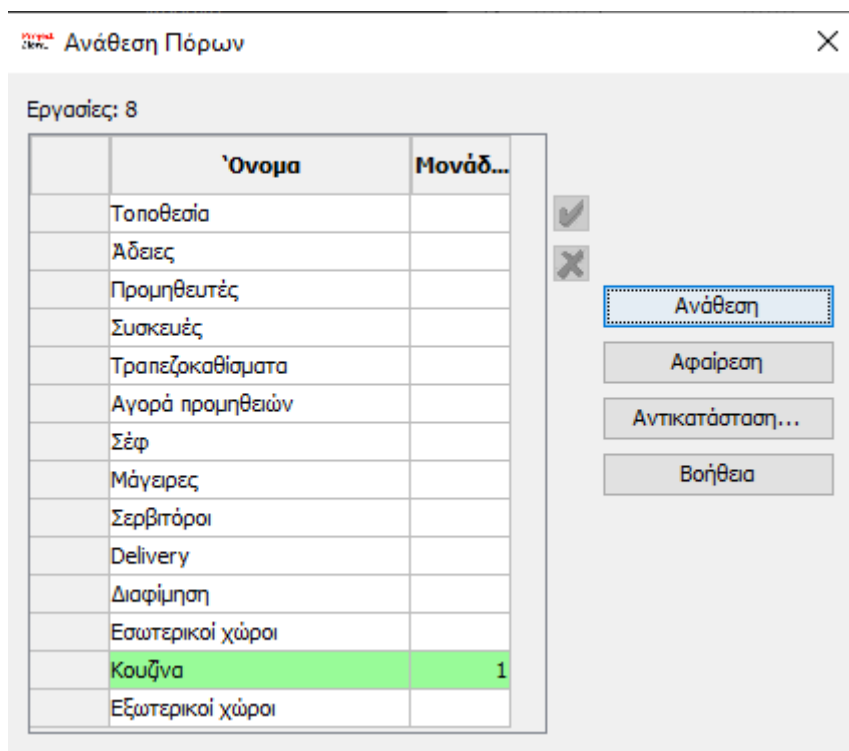 Ανάθεση Πόρων
Εργασίες: 8
Όνομα Μονάδ...
Τοποθεσία
Άδειες
Προμηθευτές
Συσκευές
Τραπεζοκαθίσματα
Αγορά προμηθειών
Σέφ
Μάγειρες
Σερβιτόροι
Delivery
Διαφίμηση
Εσωτερικοί χώροι
Κουζίνα 1
Εξωτερικοί χώροι
Ανάθεση
Αφαίρεση
Αντικατάσταση...
Βοήθεια